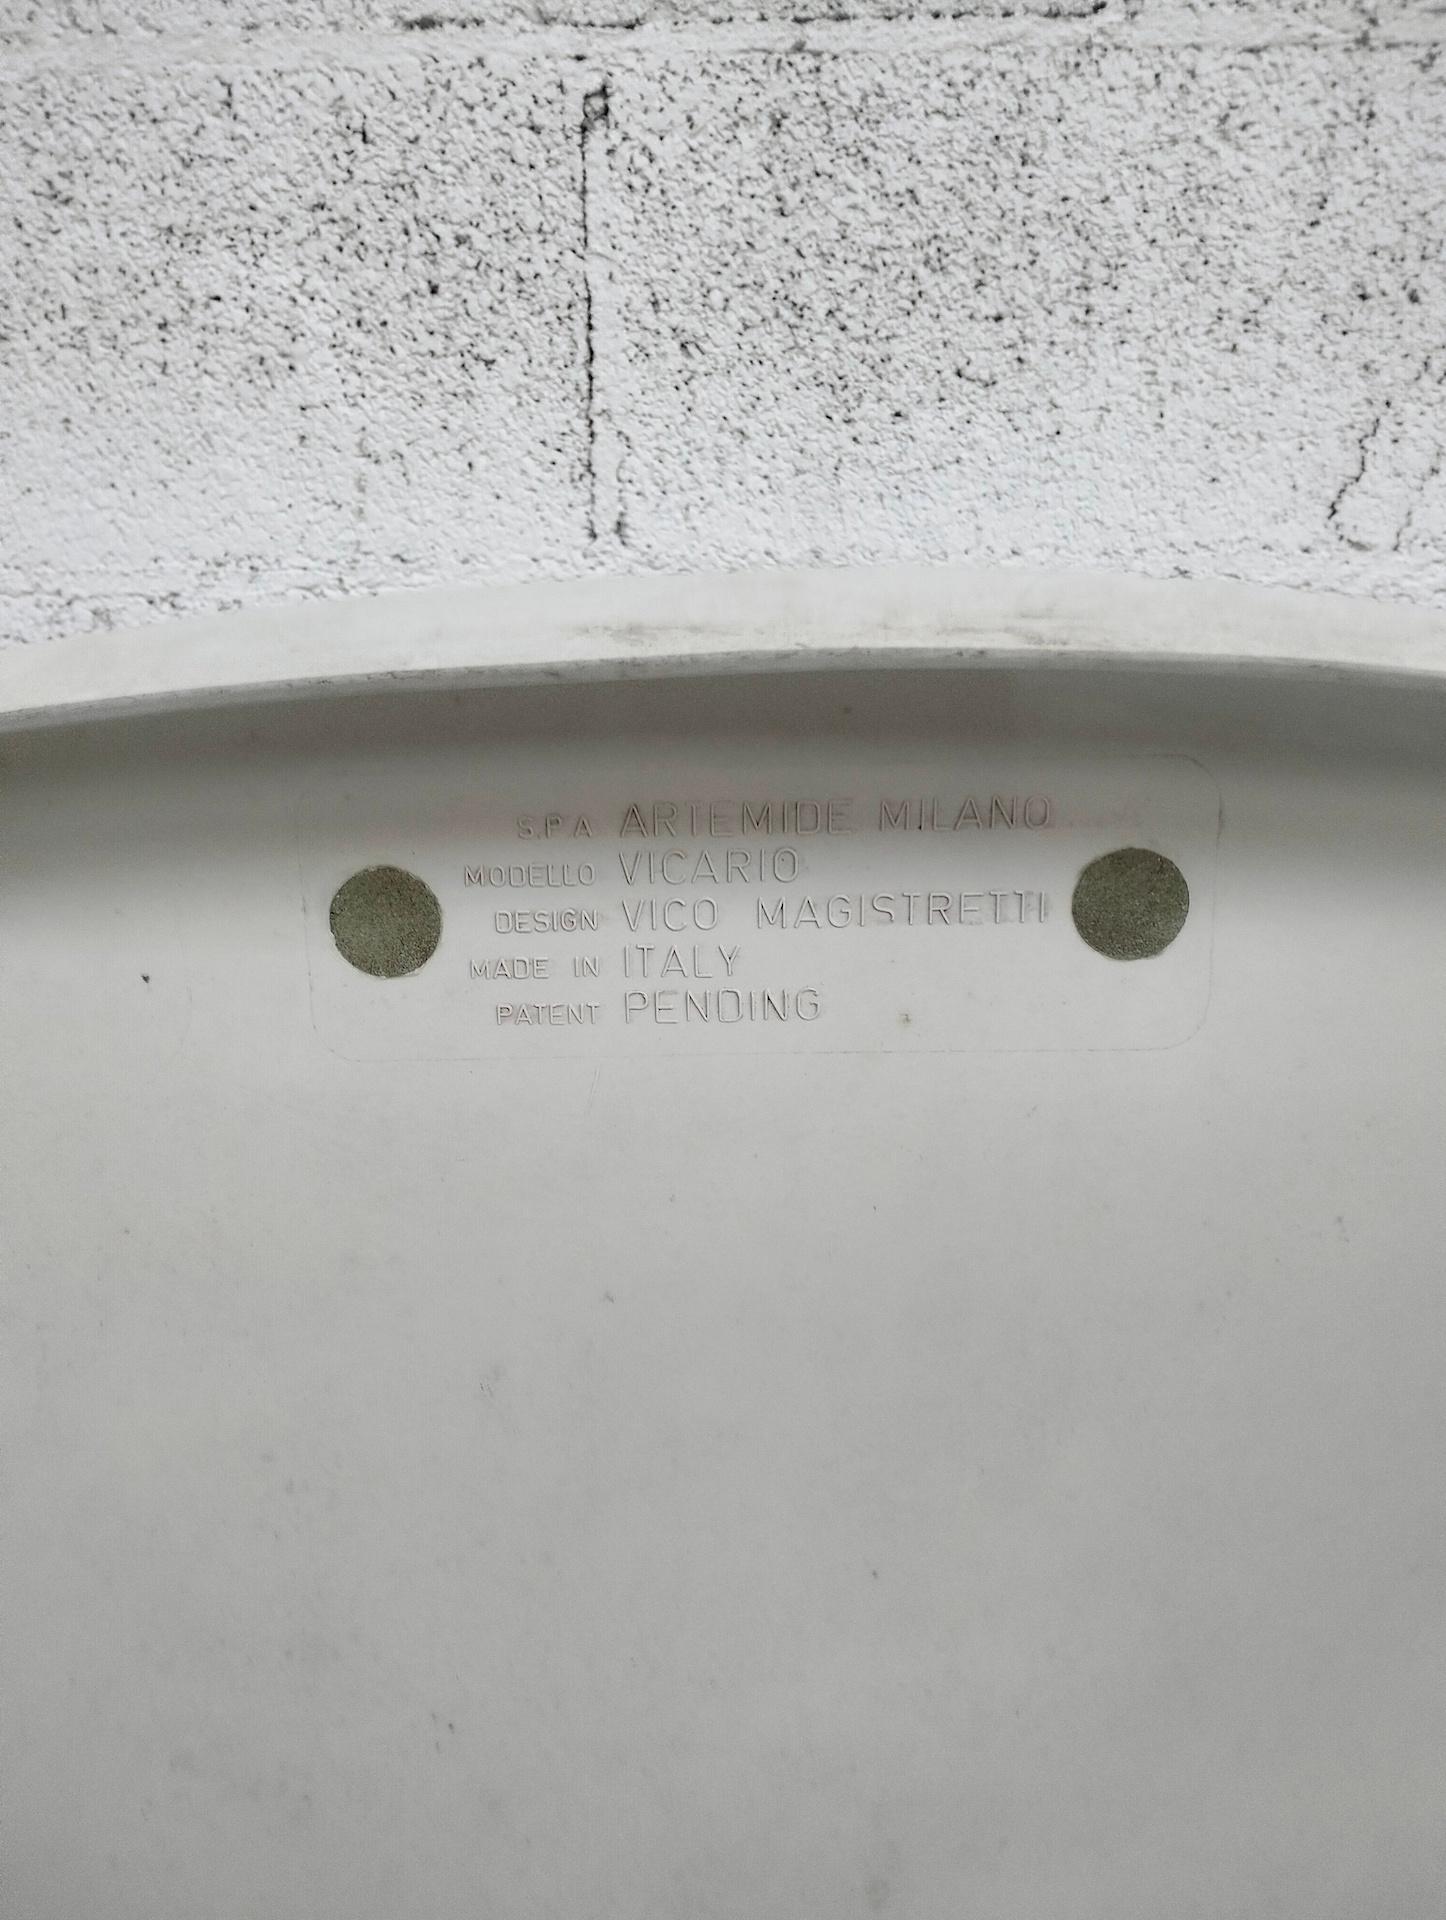 S.P.A ARTEMIDE MILANO
MODELLO VICARIO
DESIGN VICO MAGISTRETTI
MADE IN ITALY
PATENT PENDING